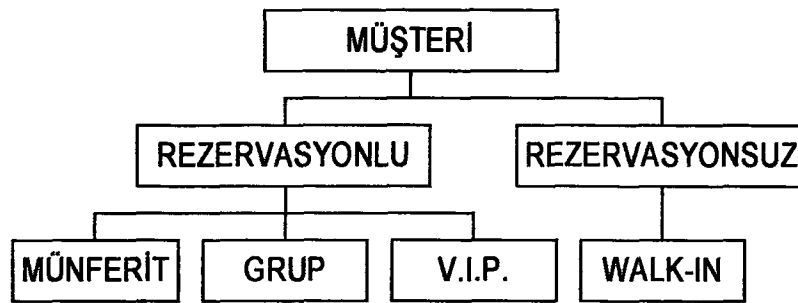 MÜŞTERİ
REZERVASYONLU REZERVASYONSUZ
MÜNFERİT GRUP V.I.P. WALK-IN